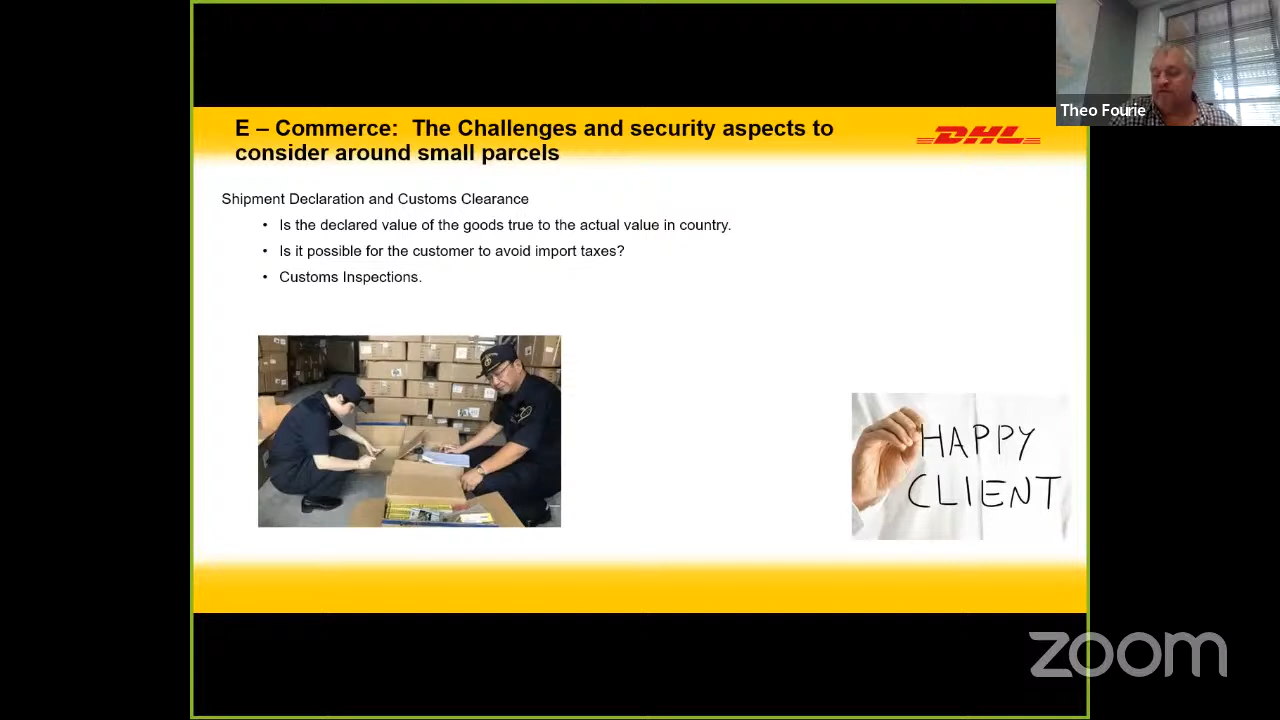 Theo Fourie
E – Commerce: The Challenges and security aspects to
consider around small parcels
DHL
Shipment Declaration and Customs Clearance
• Is the declared value of the goods true to the actual value in country.
• Is it possible for the customer to avoid import taxes?
• Customs Inspections.
HAPPY
CLIENT
zoom